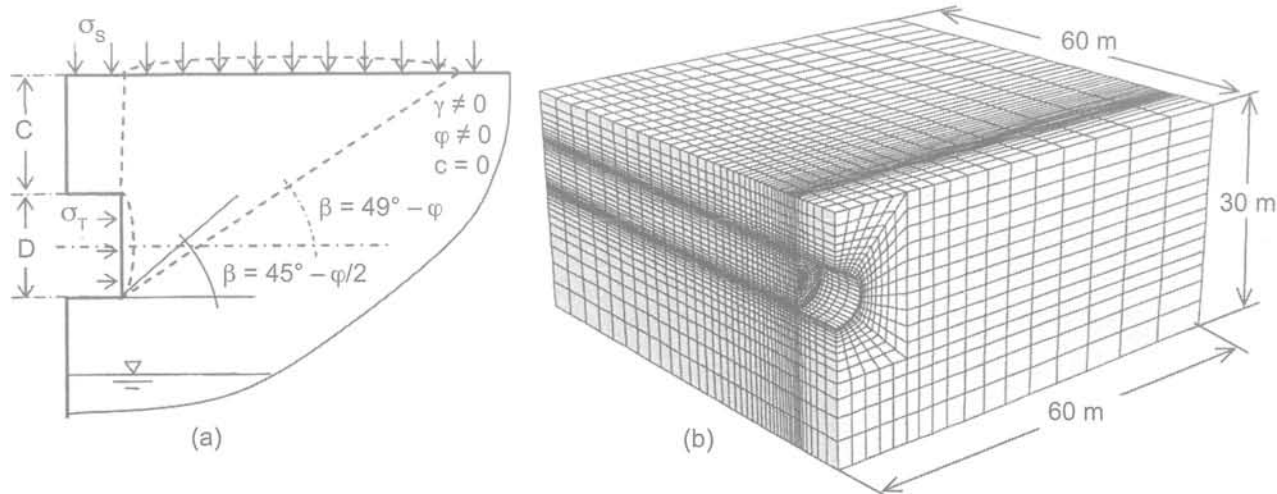 σS
C
D
σT
γ ≠ 0
φ ≠ 0
c = 0
β = 49° − φ
β = 45° − φ/2
(a)
60 m
30 m
60 m
(b)